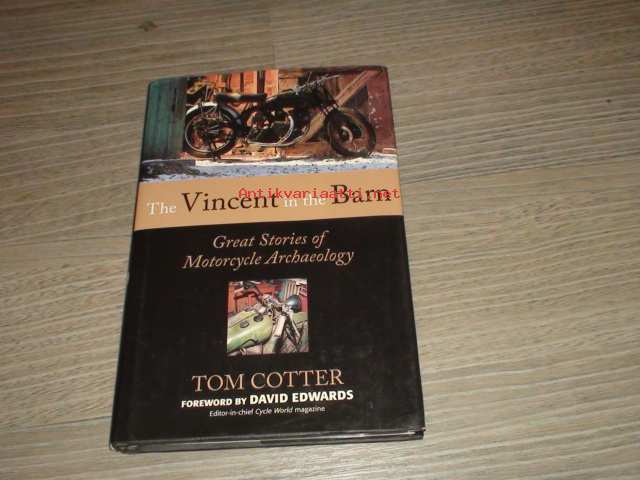 The Vincent in the Barn
Antikvariaatti.net
Great Stories of
Motorcycle Archaeology
TOM COTTER
FOREWORD BY DAVID EDWARDS
Editor-in-chief Cycle World magazine